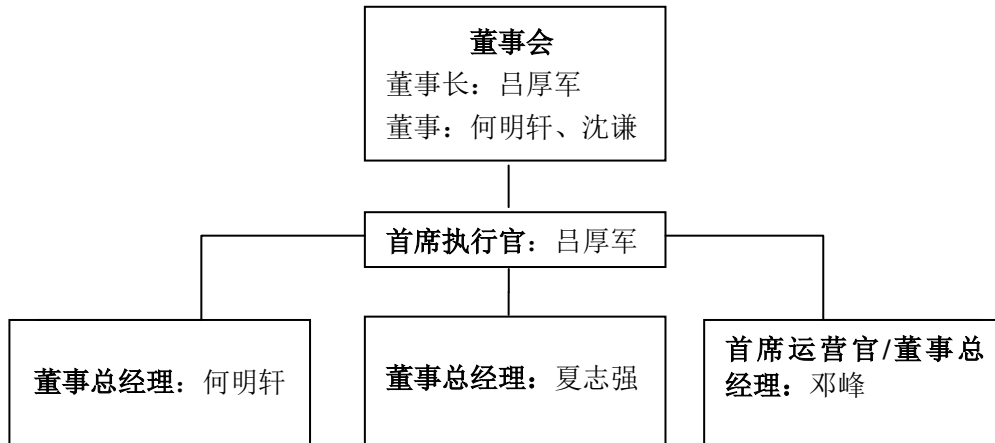 董事会
董事长：吕厚军
董事：何明轩、沈谦
首席执行官：吕厚军
董事总经理：何明轩
董事总经理：夏志强
首席运营官/董事总
经理：邓峰